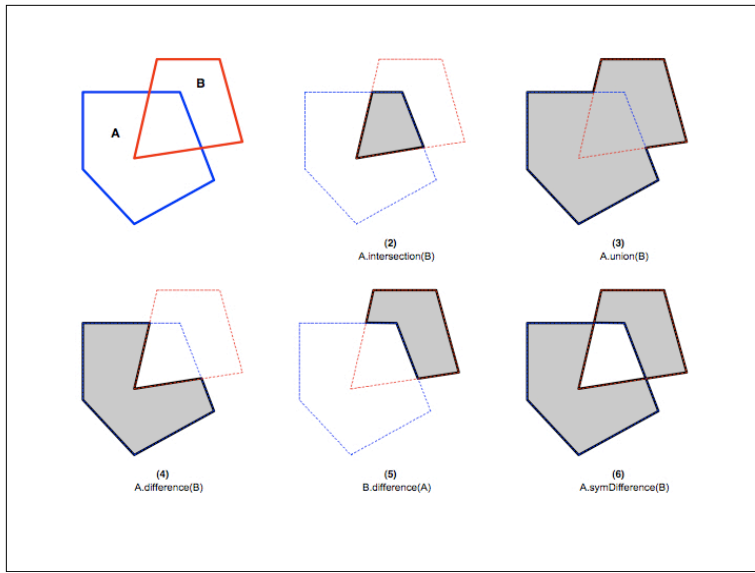 A
B
(2)
A.intersection(B)
(3)
A.union(B)
(4)
A.difference(B)
(5)
B.difference(A)
(6)
A.symDifference(B)